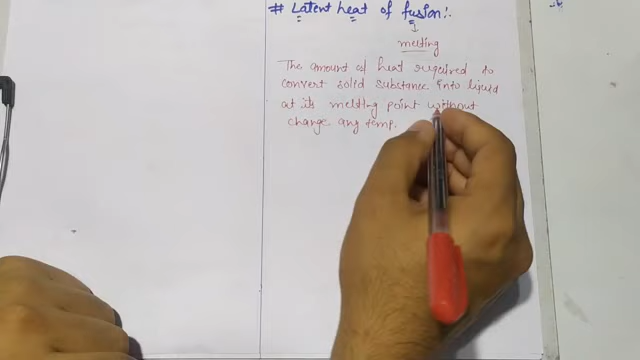 # Latent heat of fusion:-
melting
The amount of heat required to
convert solid substance into liquid
at its melting point without
change any temp.